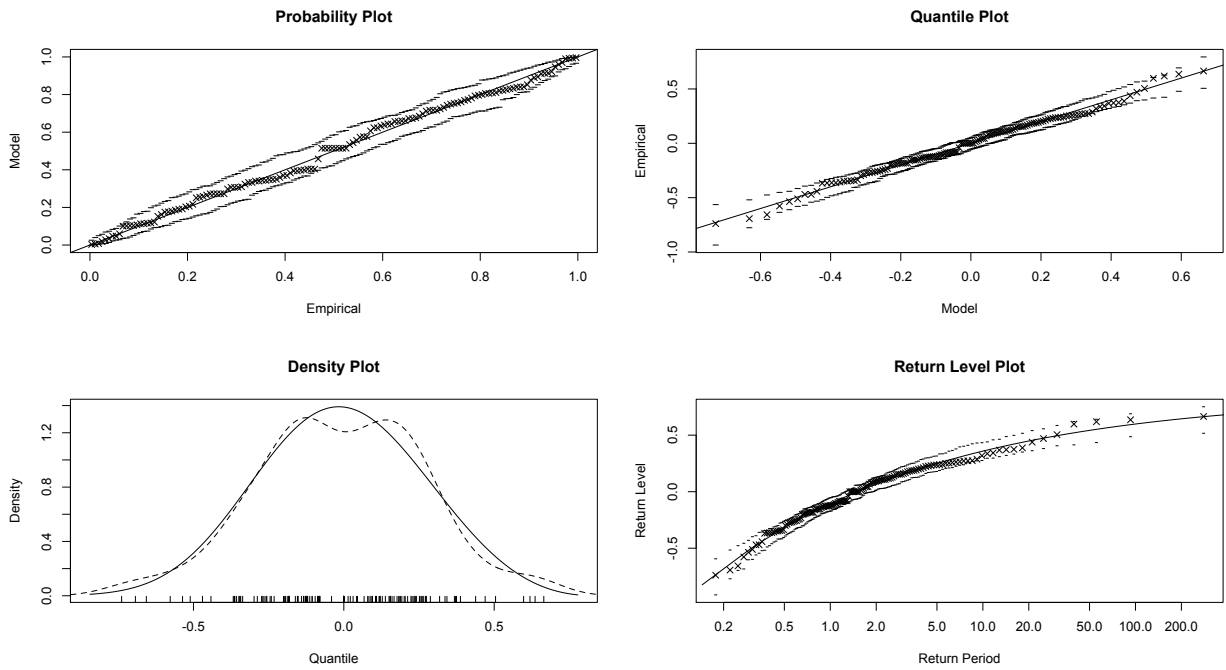 Probability Plot
Model
0.0 0.2 0.4 0.6 0.8 1.0
0.0 0.2 0.4 0.6 0.8 1.0
Empirical
Quantile Plot
Empirical
-1.0 -0.5 0.0 0.5
-0.6 -0.4 -0.2 0.0 0.2 0.4 0.6
Model
Density Plot
Density
0.0 0.4 0.8 1.2
-0.5 0.0 0.5
Quantile
Return Level Plot
Return Level
-0.5 0.0 0.5
0.2 0.5 1.0 2.0 5.0 10.0 20.0 50.0 100.0 200.0
Return Period